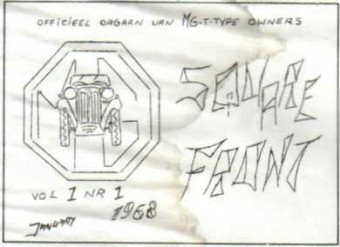 OFFICIEEL ORGAAN VAN MG-T-TYPE OWNERS
SQUARE
FRONT
VOL 1 NR 1
JANUARY 1968